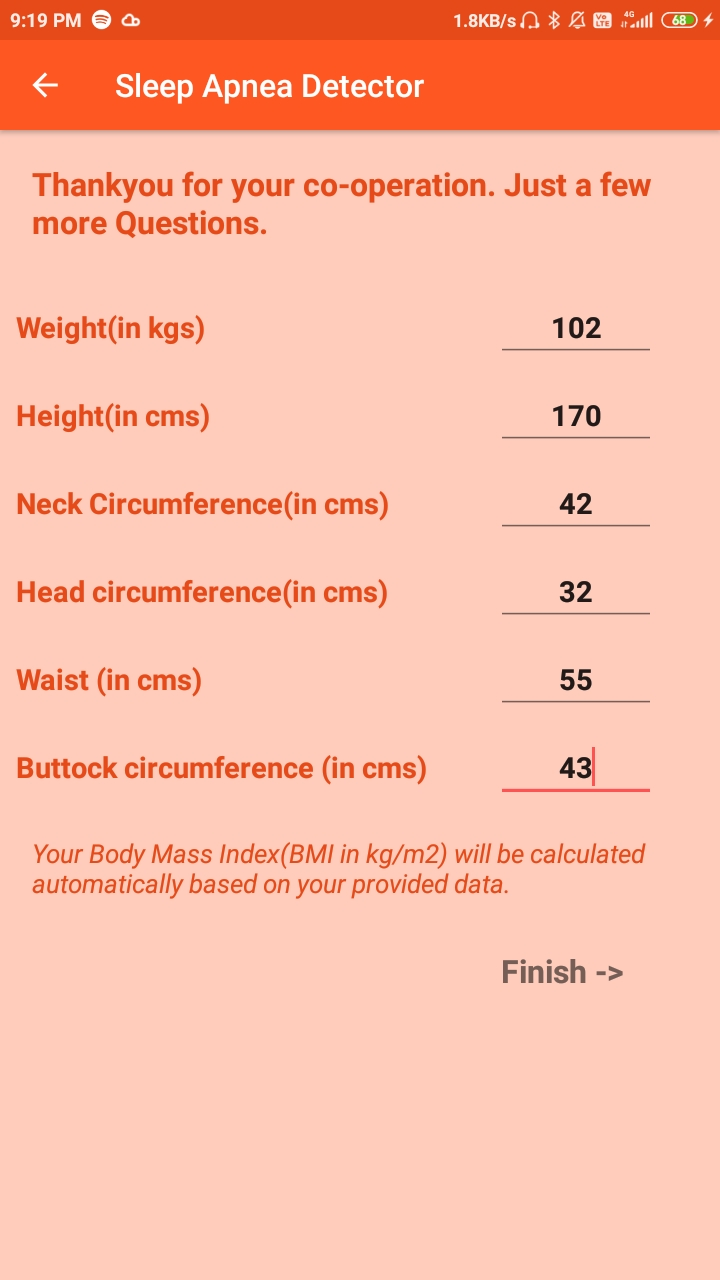 9:19 PM 1.8KB/s Vo LTE 4G 68
Sleep Apnea Detector
Thankyou for your co-operation. Just a few
more Questions.
Weight(in kgs) 102
Height(in cms) 170
Neck Circumference(in cms) 42
Head circumference(in cms) 32
Waist (in cms) 55
Buttock circumference (in cms) 43
Your Body Mass Index(BMI in kg/m2) will be calculated
automatically based on your provided data.
Finish ->